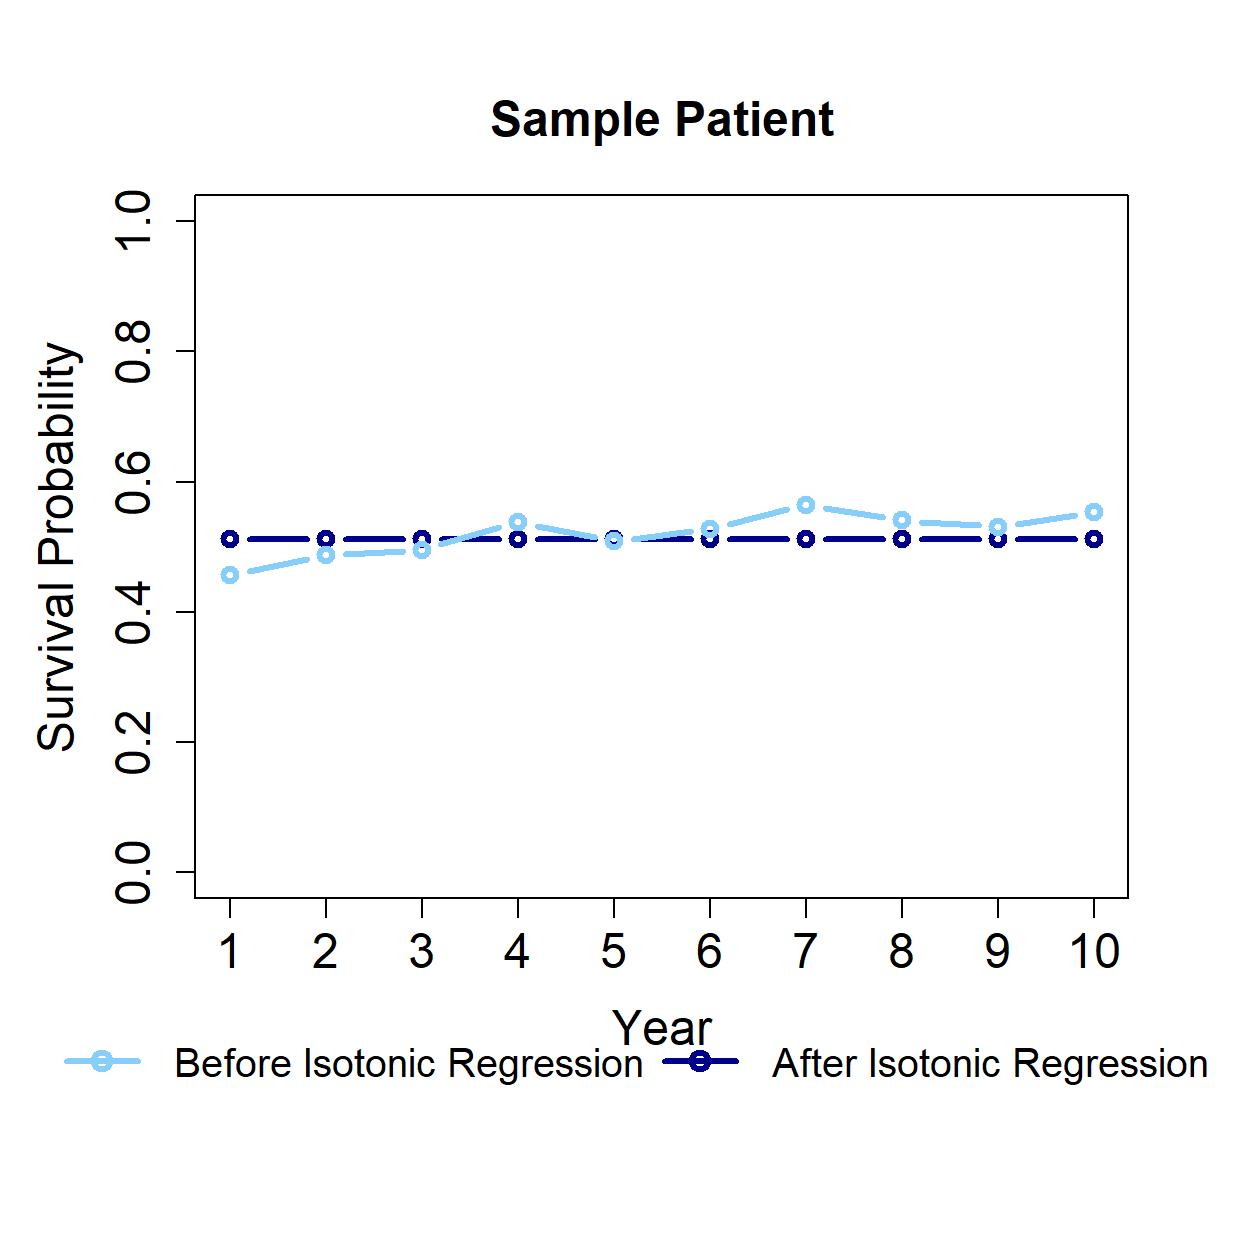 Sample Patient
Survival Probability
1.0
0.8
0.6
0.4
0.2
0.0
1 2 3 4 5 6 7 8 9 10
Year
Before Isotonic Regression After Isotonic Regression